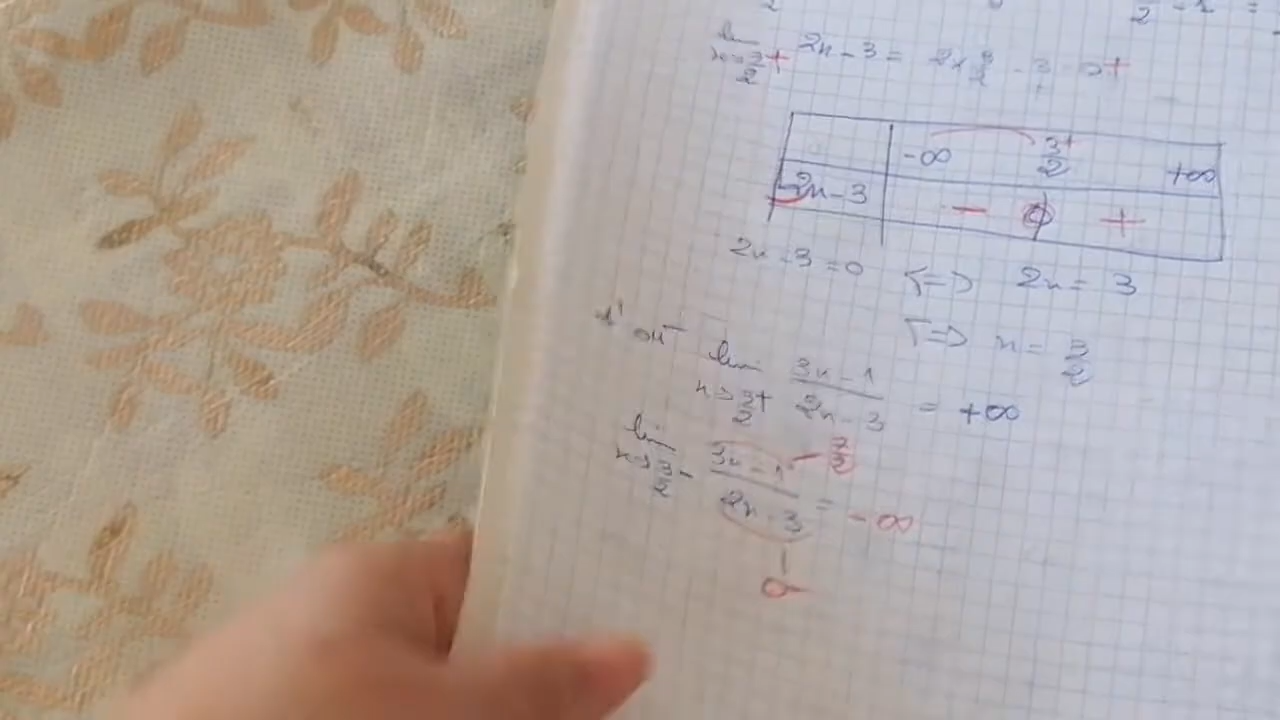 lim 2x-3 = 2×3/2 - 3 = 0+
x→3/2+
-∞ 3+/2 +∞
2x-3 - 0 + 
2x-3=0 <=> 2x=3
<=> x=3/2
d'où lim x→3/2+ (3x-1)/(2x-3) = +∞
lim x→3/2- (3x-1)/(2x-3) = -∞
0-